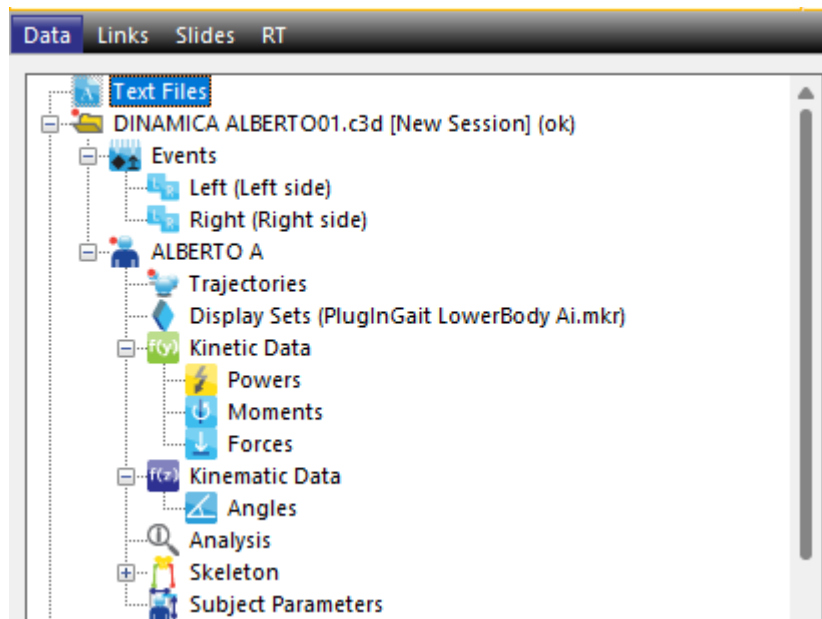 Data Links Slides RT
Text Files
DINAMICA ALBERTO01.c3d [New Session] (ok)
Events
Left (Left side)
Right (Right side)
ALBERTO A
Trajectories
Display Sets (PlugInGait LowerBody Ai.mkr)
f(y) Kinetic Data
Powers
Moments
Forces
f(z) Kinematic Data
Angles
Analysis
Skeleton
Subject Parameters